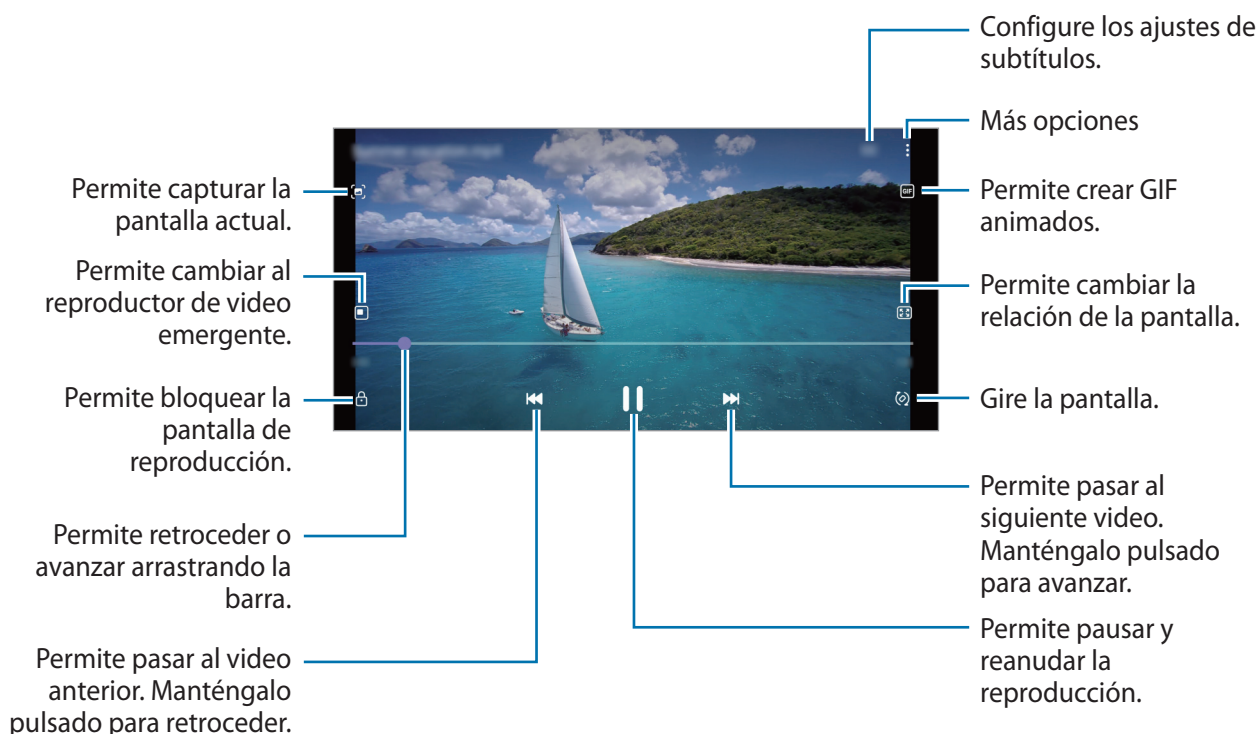 Configure los ajustes de
subtítulos.
Más opciones
Permite capturar la
pantalla actual.
GIF
Permite crear GIF
animados.
Permite cambiar al
reproductor de video
emergente.
Permite cambiar la
relación de la pantalla.
Permite bloquear la
pantalla de
reproducción.
Gire la pantalla.
Permite retroceder o
avanzar arrastrando la
barra.
Permite pasar al
siguiente video.
Manténgalo pulsado
para avanzar.
Permite pasar al video
anterior. Manténgalo
pulsado para retroceder.
Permite pausar y
reanudar la
reproducción.